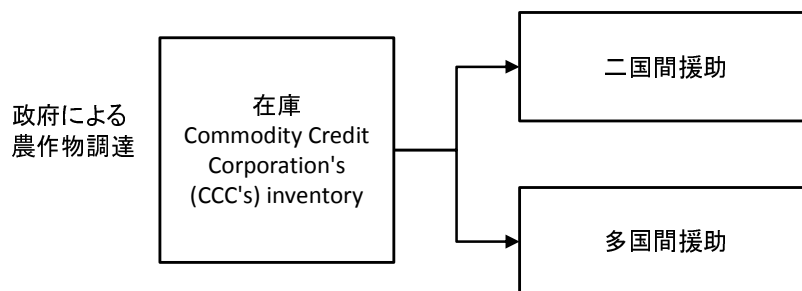 政府による
農作物調達
在庫
Commodity Credit
Corporation's
(CCC's) inventory
二国間援助
多国間援助